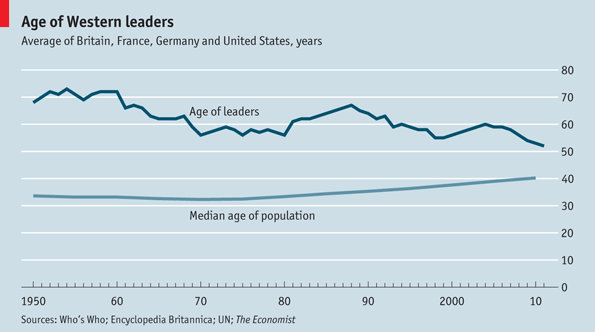 Age of Western leaders
Average of Britain, France, Germany and United States, years
80
70
Age of leaders
60
50
40
30
Median age of population
20
10
0
1950 60 70 80 90 2000 10
Sources: Who's Who; Encyclopedia Britannica; UN; The Economist